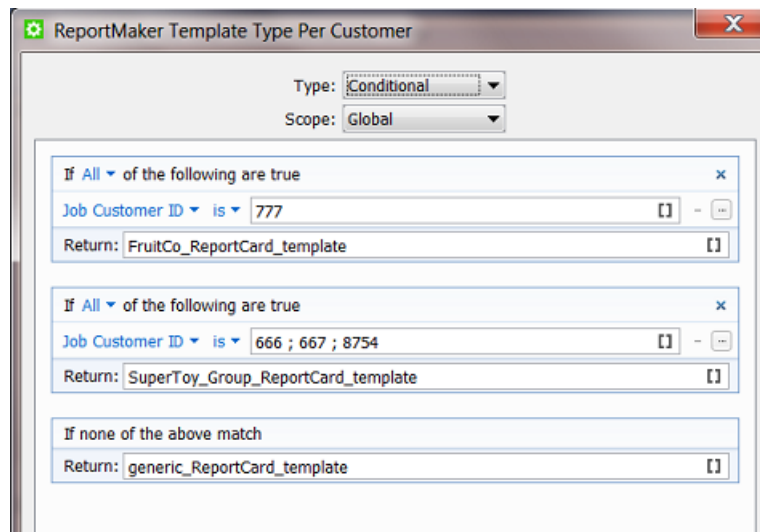 ReportMaker Template Type Per Customer
Type: Conditional
Scope: Global
If All of the following are true
Job Customer ID is 777
Return: FruitCo_ReportCard_template
If All of the following are true
Job Customer ID is 666 ; 667 ; 8754
Return: SuperToy_Group_ReportCard_template
If none of the above match
Return: generic_ReportCard_template